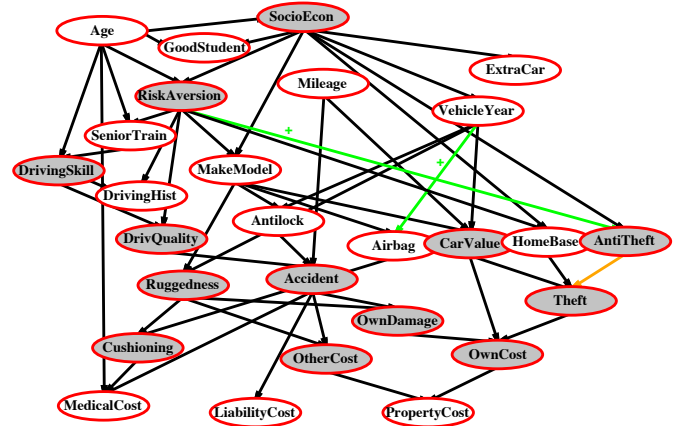 SocioEcon
Age
GoodStudent
ExtraCar
Mileage
RiskAversion
VehicleYear
+
SeniorTrain
+
DrivingSkill
MakeModel
DrivingHist
Antilock
DrivQuality
Airbag
CarValue
HomeBase
AntiTheft
Ruggedness
Accident
Theft
OwnDamage
Cushioning
OtherCost
OwnCost
MedicalCost
LiabilityCost
PropertyCost